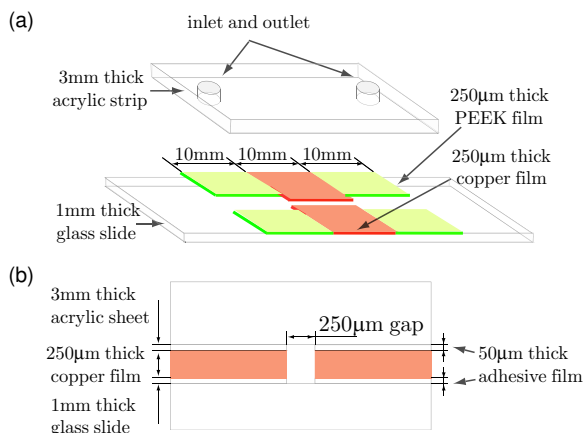 (a)
inlet and outlet
3mm thick
acrylic strip
250µm thick
PEEK film
10mm 10mm 10mm
250µm thick
copper film
1mm thick
glass slide
(b)
3mm thick
acrylic sheet
250µm gap
250µm thick
copper film
50µm thick
adhesive film
1mm thick
glass slide